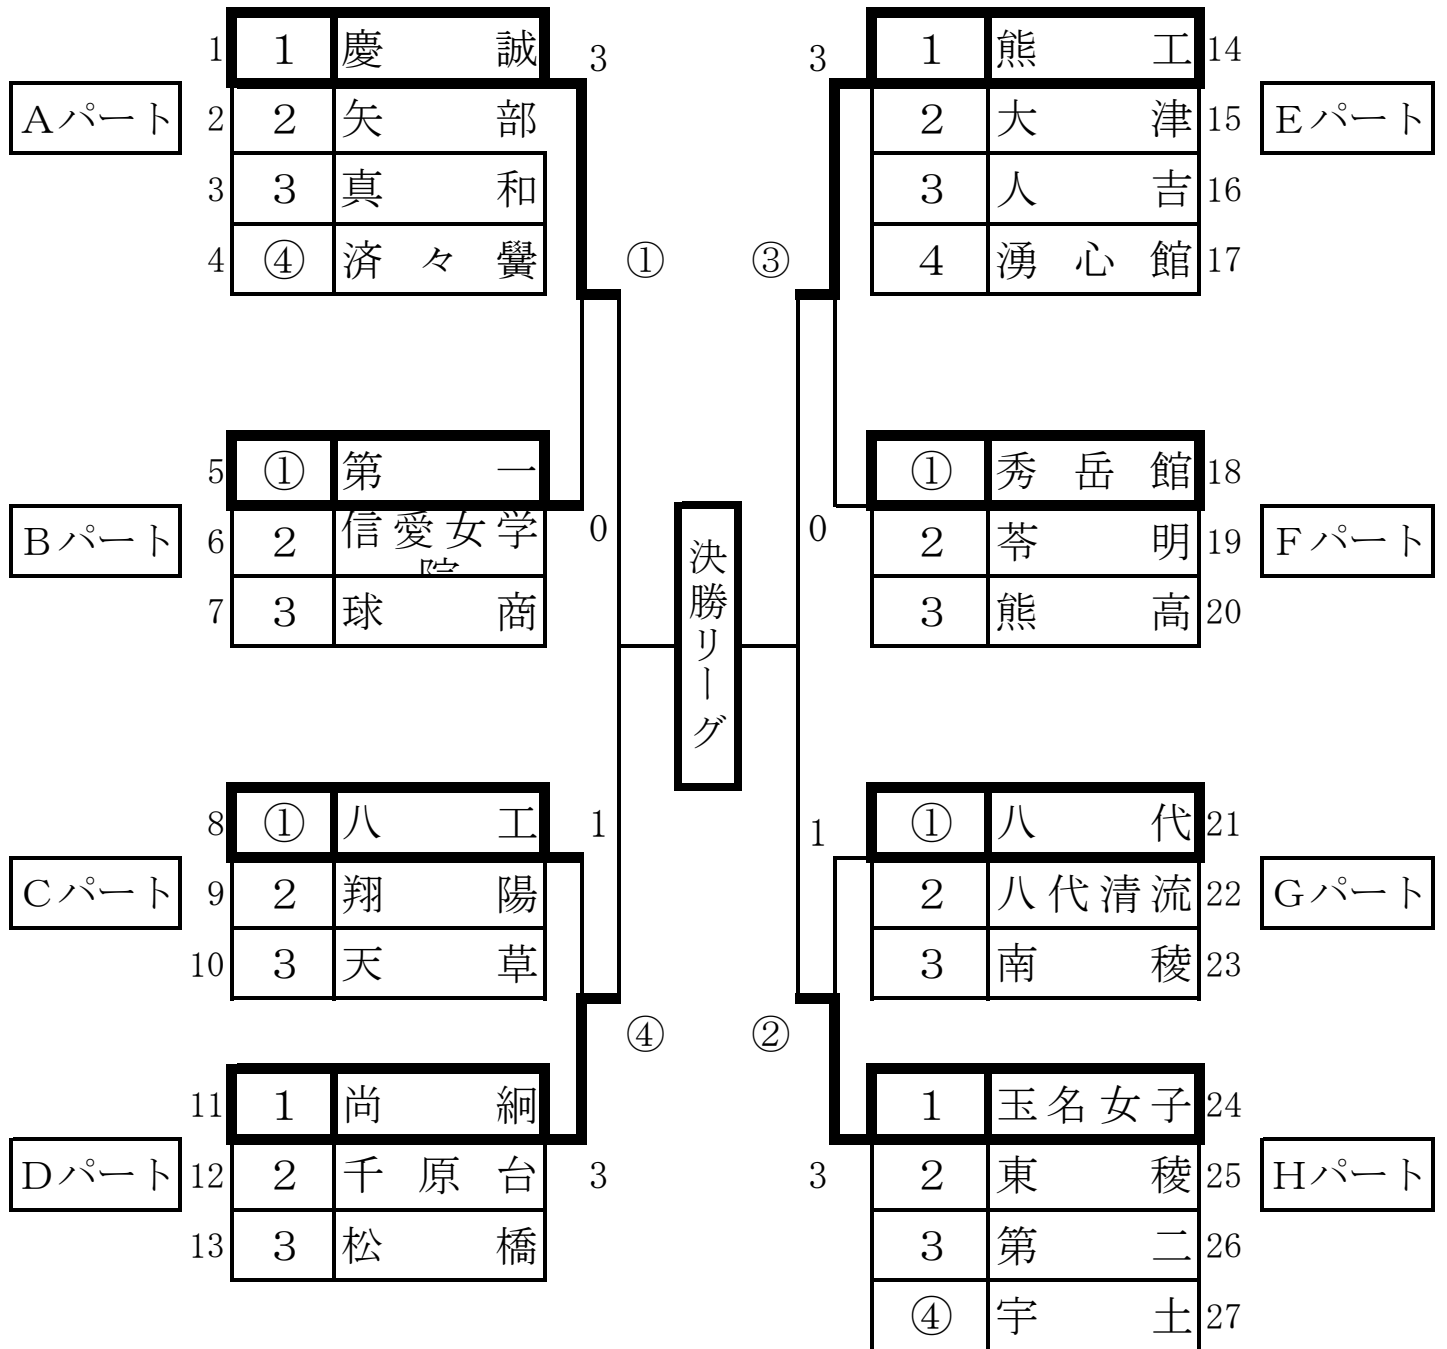 1 1 慶誠 3
Aパート 2 2 矢部
3 3 真和
4 ④ 済々黌 ①
5 ① 第一
Bパート 6 2 信愛女学院 0
7 3 球商
8 ① 八工 1
Cパート 9 2 翔陽
10 3 天草
④
11 1 尚絅
Dパート 12 2 千原台 3
13 3 松橋
決勝リーグ
3 1 熊工 14
2 大津 15 Eパート
3 人吉 16
③ 4 湧心館 17
① 秀岳館 18
0 2 苓明 19 Fパート
3 熊高 20
1 ① 八代 21
2 八代清流 22 Gパート
3 南稜 23
②
1 玉名女子 24
3 2 東稜 25 Hパート
3 第二 26
④ 宇土 27